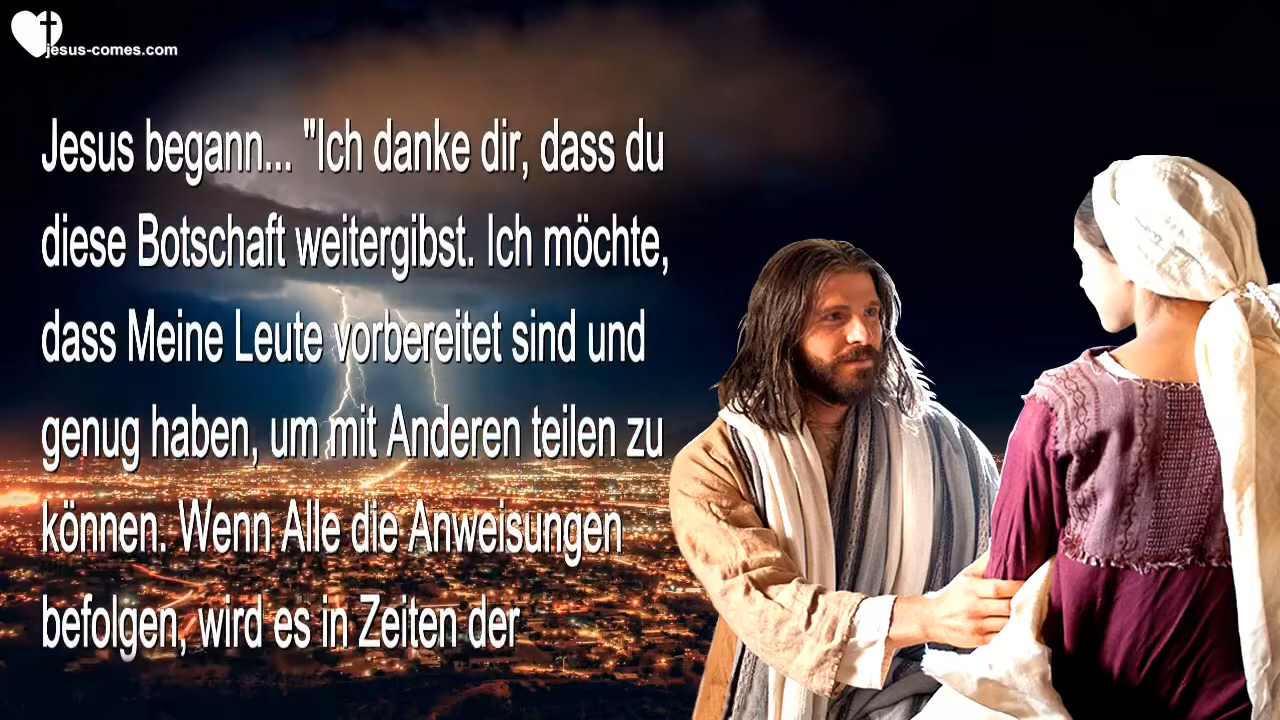 jesus-comes.com
Jesus begann... "Ich danke dir, dass du
diese Botschaft weitergibst. Ich möchte,
dass Meine Leute vorbereitet sind und
genug haben, um mit Anderen teilen zu
können. Wenn Alle die Anweisungen
befolgen, wird es in Zeiten der